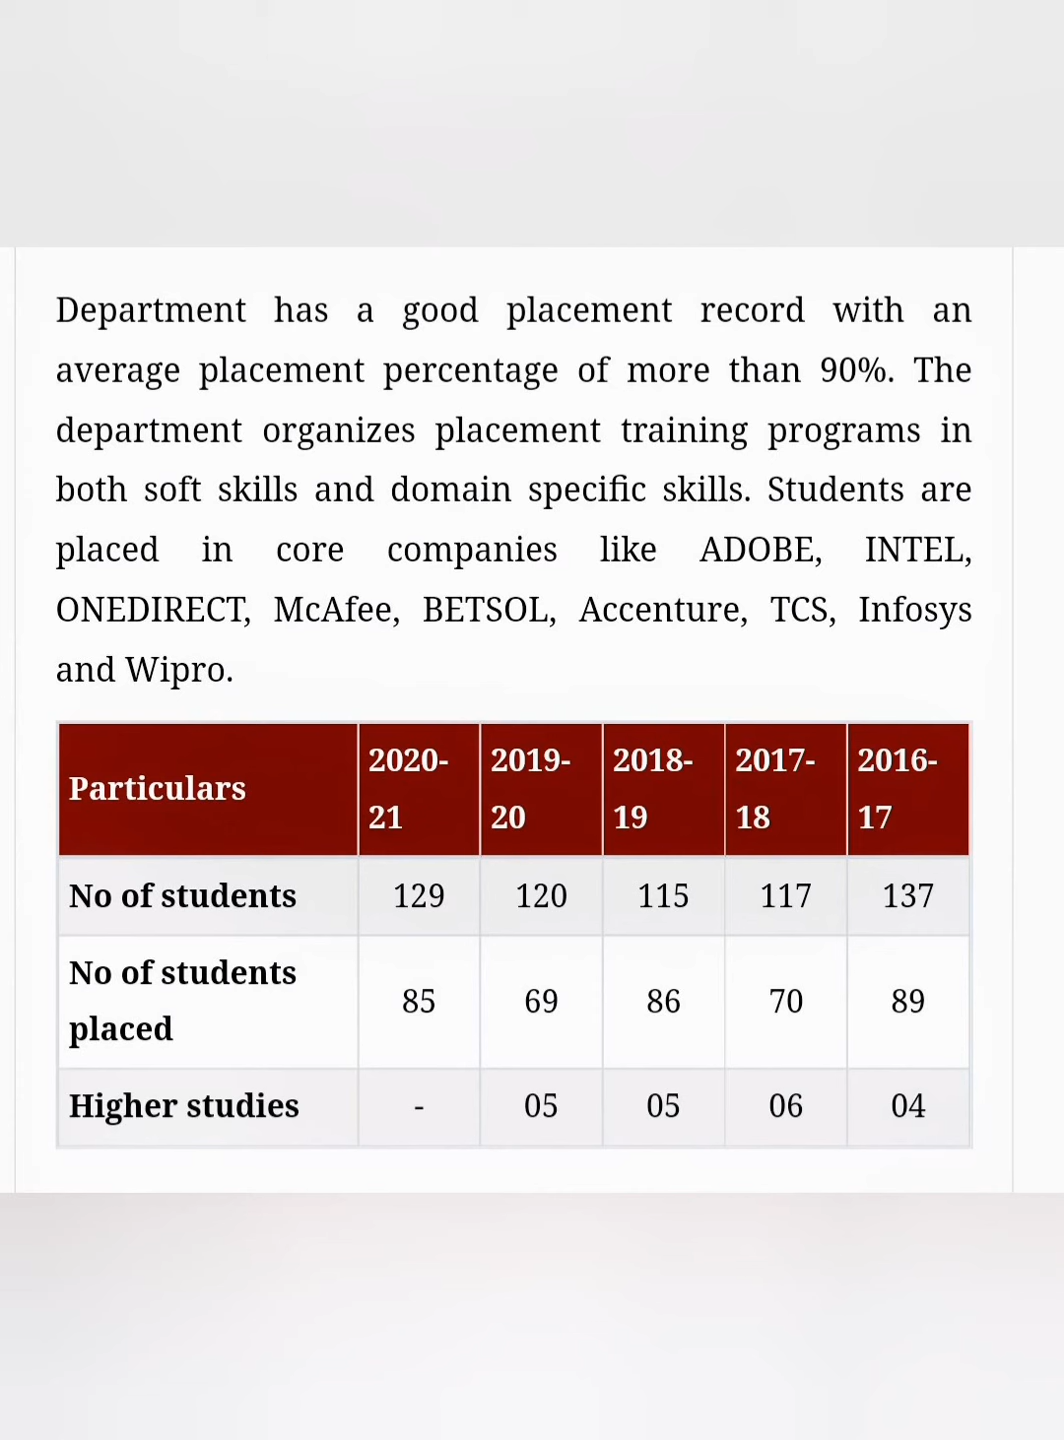 Department has a good placement record with an
average placement percentage of more than 90%. The
department organizes placement training programs in
both soft skills and domain specific skills. Students are
placed in core companies like ADOBE, INTEL,
ONEDIRECT, McAfee, BETSOL, Accenture, TCS, Infosys
and Wipro.
Particulars 2020-21 2019-20 2018-19 2017-18 2016-17
No of students 129 120 115 117 137
No of students placed 85 69 86 70 89
Higher studies - 05 05 06 04